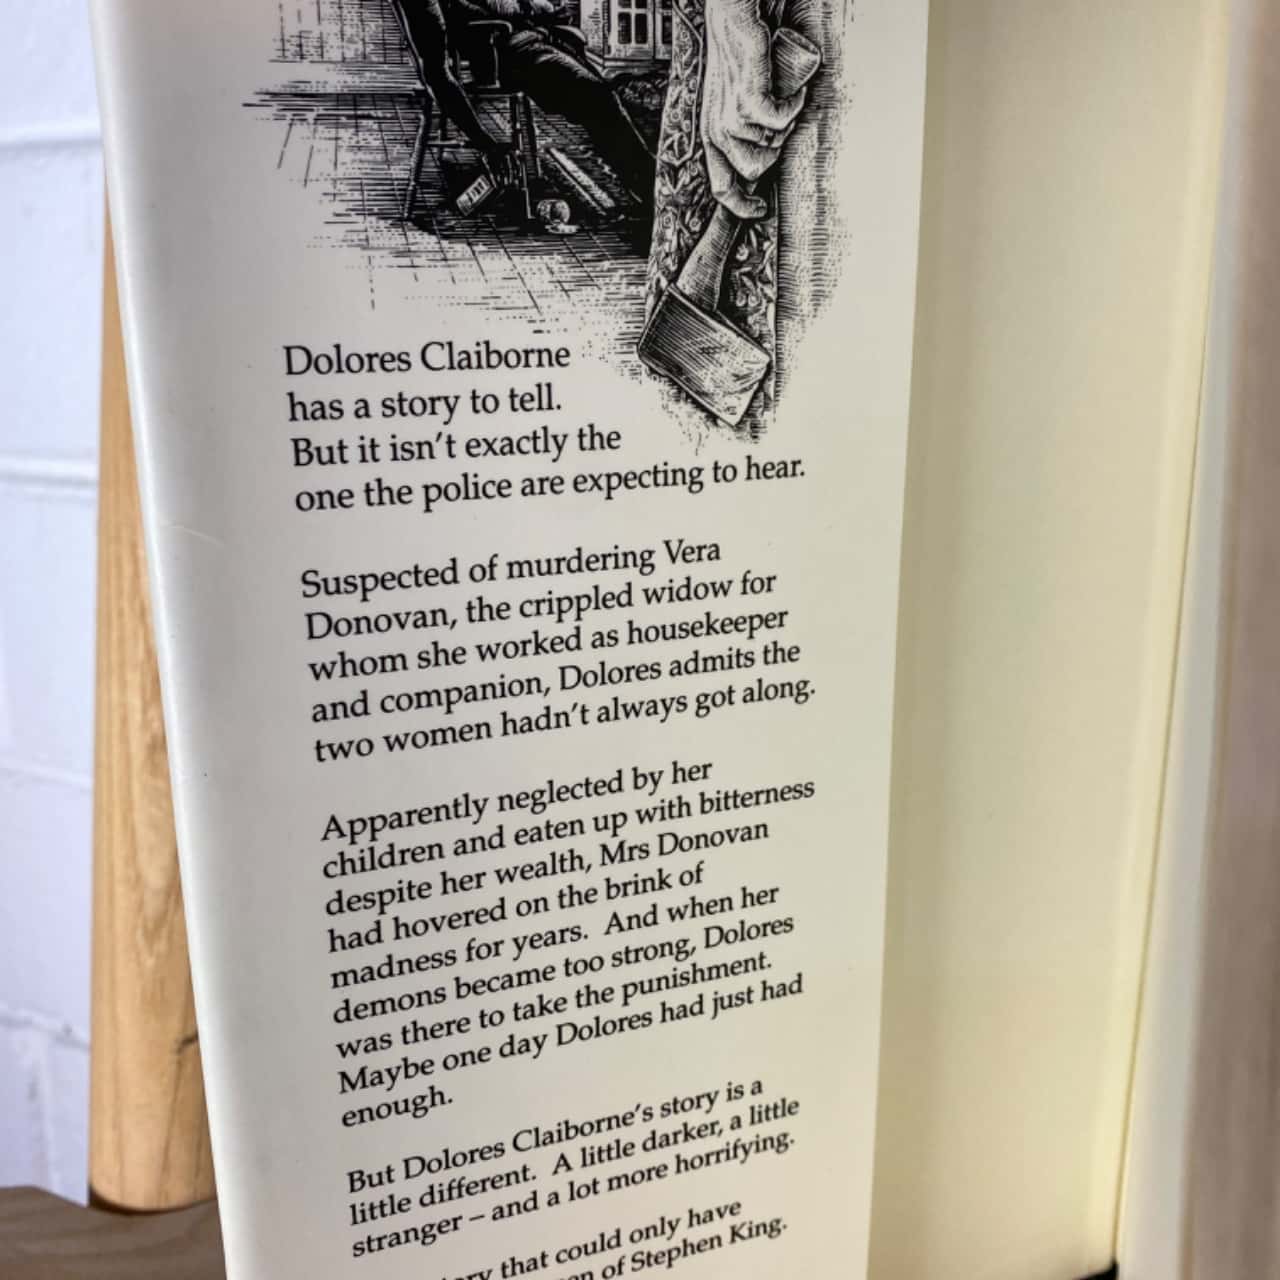 Dolores Claiborne
has a story to tell.
But it isn't exactly the
one the police are expecting to hear.
Suspected of murdering Vera
Donovan, the crippled widow for
whom she worked as housekeeper
and companion, Dolores admits the
two women hadn't always got along.
Apparently neglected by her
children and eaten up with bitterness
despite her wealth, Mrs Donovan
had hovered on the brink of
madness for years. And when her
demons became too strong, Dolores
was there to take the punishment.
Maybe one day Dolores had just had
enough.
But Dolores Claiborne's story is a
little different. A little darker, a little
stranger – and a lot more horrifying.
that could only have
of Stephen King.